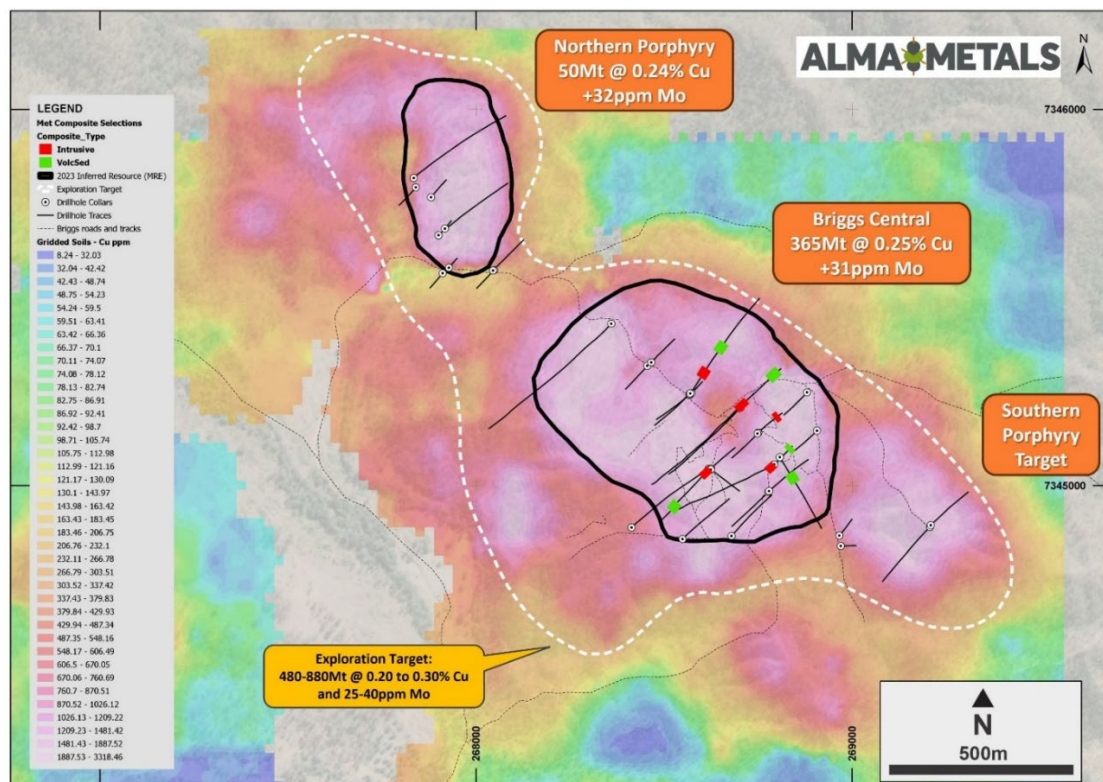 Northern Porphyry
50Mt @ 0.24% Cu
+32ppm Mo
ALMA METALS
N
LEGEND
Met Composite Selections
Composite_Type
Intrusive
VolcSed
2023 Inferred Resource (MRE)
Exploration Target
Drillhole Collars
Drillhole Traces
Briggs roads and tracks
Gridded Soils - Cu ppm
8.24 - 32.03
32.04 - 42.42
42.43 - 48.74
48.75 - 54.23
54.24 - 59.5
59.51 - 63.41
63.42 - 66.36
66.37 - 70.1
70.11 - 74.07
74.08 - 78.12
78.13 - 82.74
82.75 - 86.91
86.92 - 92.41
92.42 - 98.7
98.71 - 105.74
105.75 - 112.98
112.99 - 121.16
121.17 - 130.09
130.1 - 143.97
143.98 - 163.42
163.43 - 183.45
183.46 - 206.75
206.76 - 232.1
232.11 - 266.78
266.79 - 303.51
303.52 - 337.42
337.43 - 379.83
379.84 - 429.93
429.94 - 487.34
487.35 - 548.16
548.17 - 606.49
606.5 - 670.05
670.06 - 760.69
760.7 - 870.51
870.52 - 1026.12
1026.13 - 1209.22
1209.23 - 1481.42
1481.43 - 1887.52
1887.53 - 3318.46
7346000
Briggs Central
365Mt @ 0.25% Cu
+31ppm Mo
Southern
Porphyry
Target
7345000
Exploration Target:
480-880Mt @ 0.20 to 0.30% Cu
and 25-40ppm Mo
268000
269000
N
500m